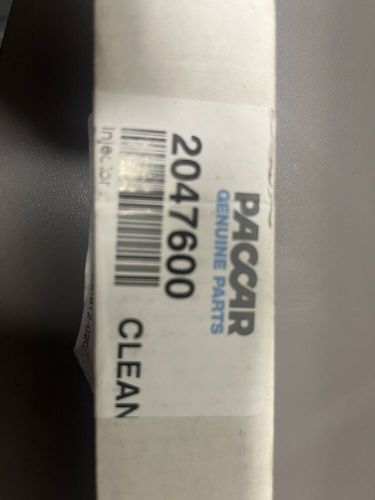 PACCAR
GENUINE PARTS
2047600 CLEAN
Injector